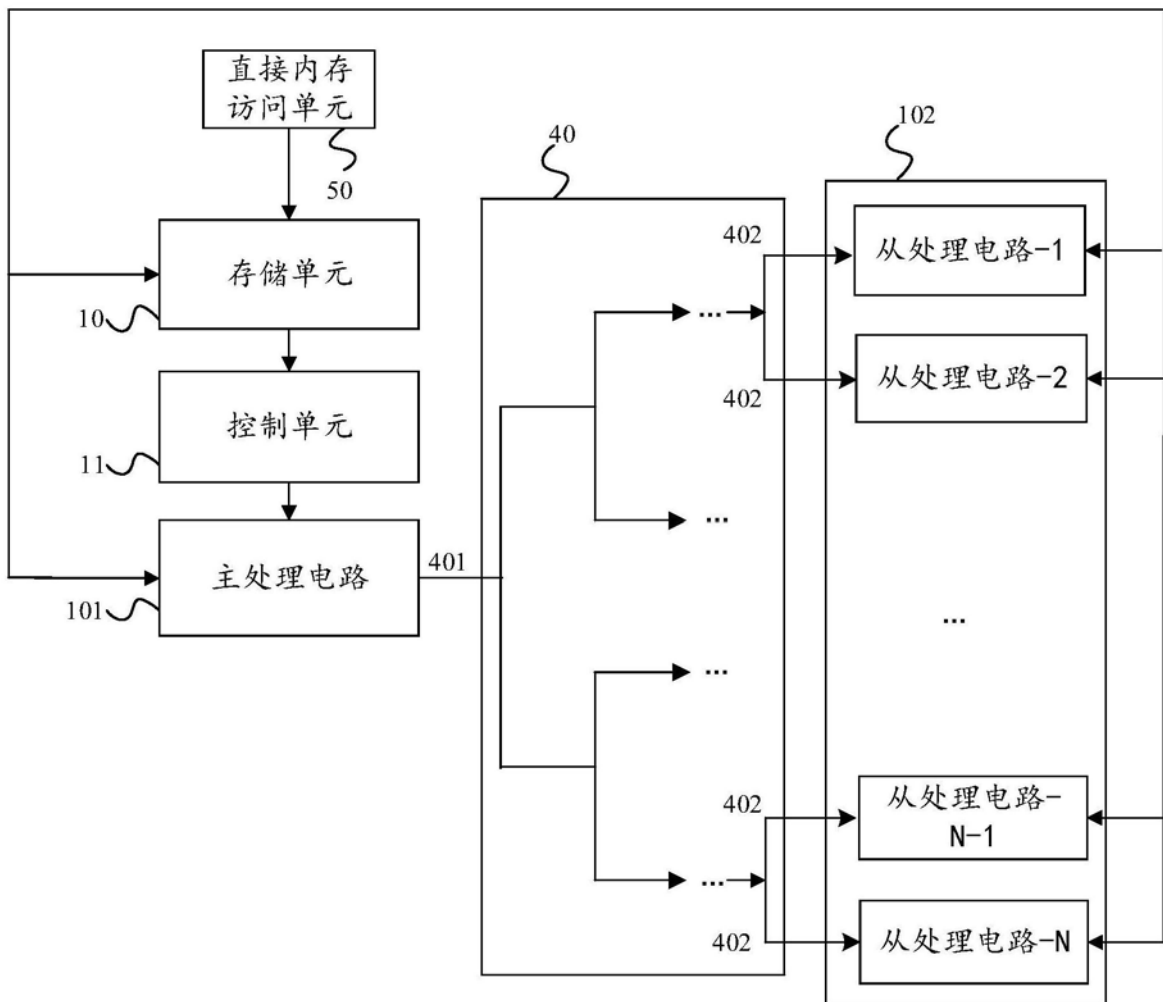 直接内存
访问单元
50
存储单元
10
控制单元
11
主处理电路
101
401
40
402
...
402
...
...
402
...
402
102
从处理电路-1
从处理电路-2
...
从处理电路-
N-1
从处理电路-N